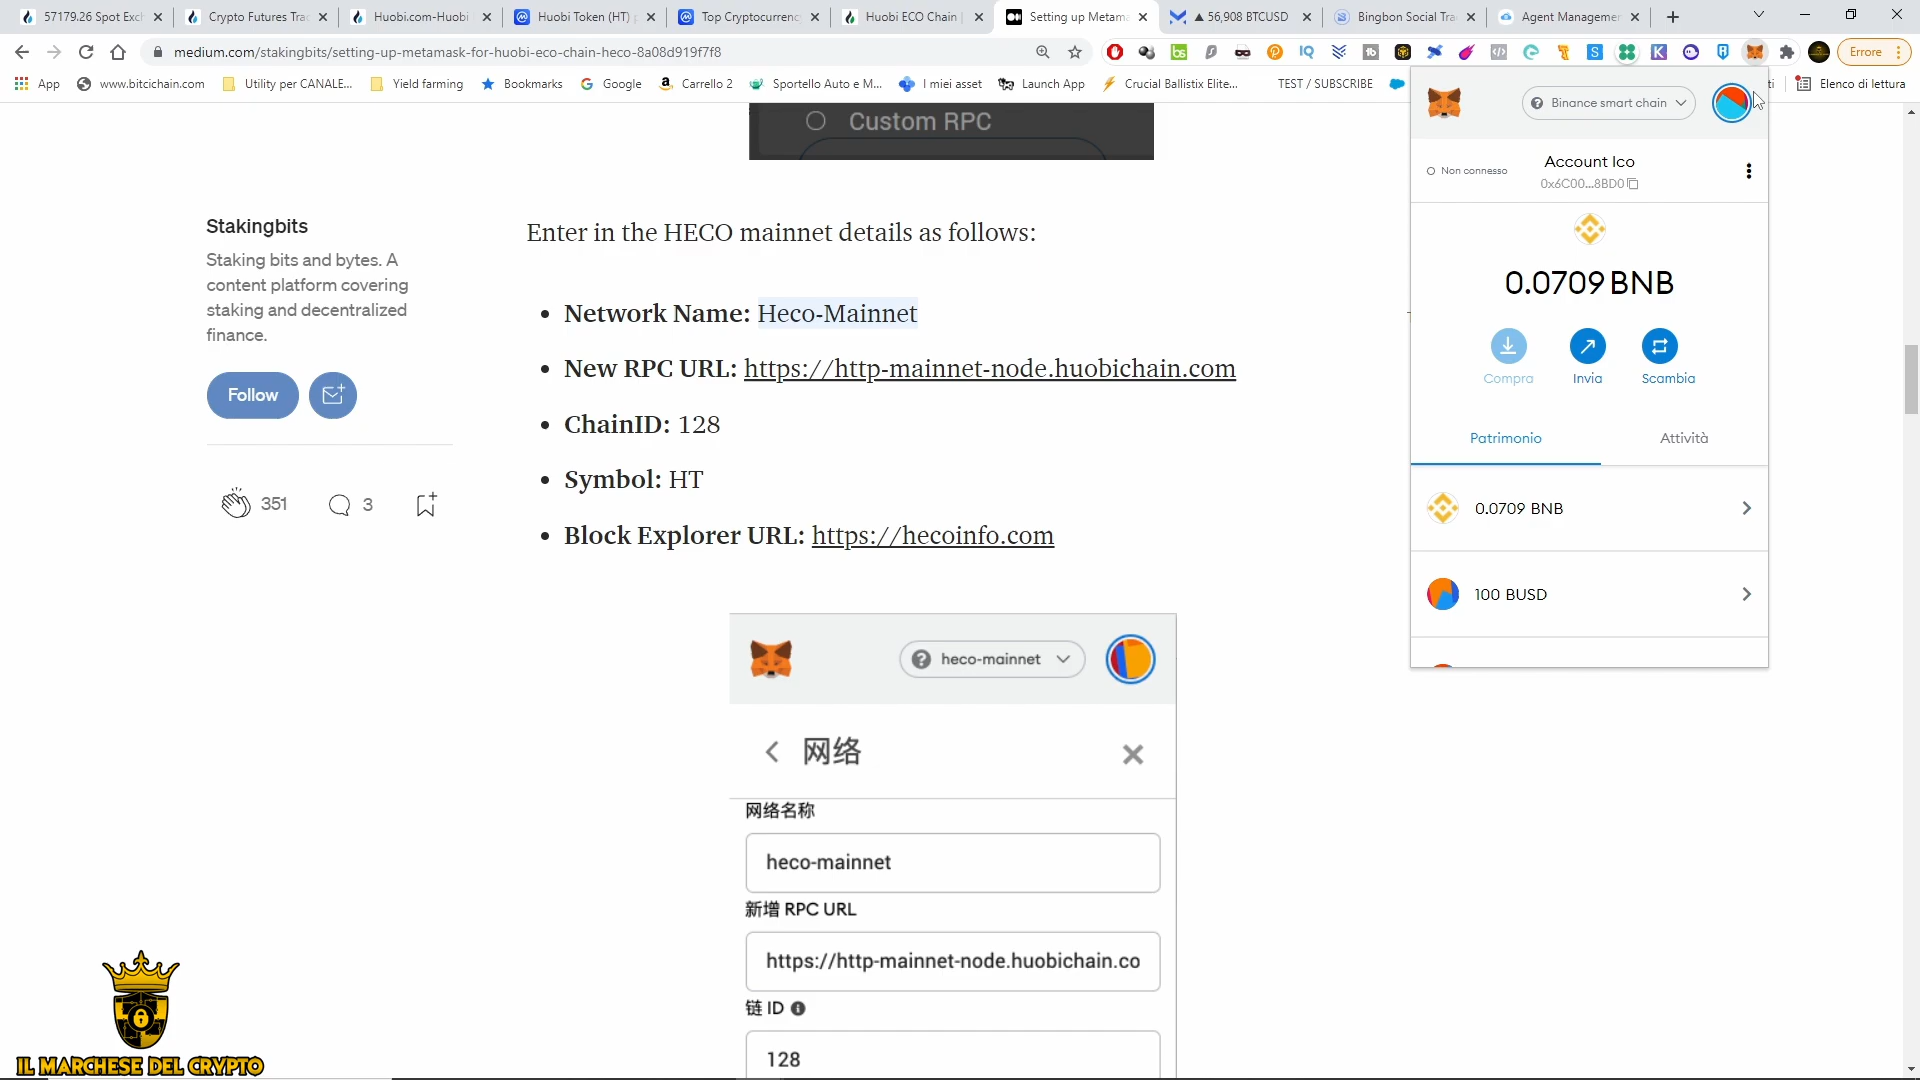 57179.26 Spot Exc
Crypto Futures Tra
Huobi.com-Huobi
Huobi Token (HT) p
Top Cryptocurrenc
Huobi ECO Chain |
Setting up Metama
▲ 56,908 BTCUSD
Bingbon Social Tra
Agent Managemen
medium.com/stakingbits/setting-up-metamask-for-huobi-eco-chain-heco-8a08d919f7f8
Errore
App
www.bitcichain.com
Utility per CANALE...
Yield farming
Bookmarks
Google
Carrello 2
Sportello Auto e M...
I miei asset
Launch App
Crucial Ballistix Elite...
TEST / SUBSCRIBE
Elenco di lettura
Custom RPC
Stakingbits
Staking bits and bytes. A
content platform covering
staking and decentralized
finance.
Follow
351
3
Enter in the HECO mainnet details as follows:
• Network Name: Heco-Mainnet
• New RPC URL: https://http-mainnet-node.huobichain.com
• ChainID: 128
• Symbol: HT
• Block Explorer URL: https://hecoinfo.com
heco-mainnet
网络
网络名称
heco-mainnet
新增 RPC URL
https://http-mainnet-node.huobichain.co
链 ID
128
Binance smart chain
Non connesso
Account Ico
0x6C00...8BD0
0.0709 BNB
Compra
Invia
Scambia
Patrimonio
Attività
0.0709 BNB
100 BUSD
IL MARCHESE DEL CRYPTO